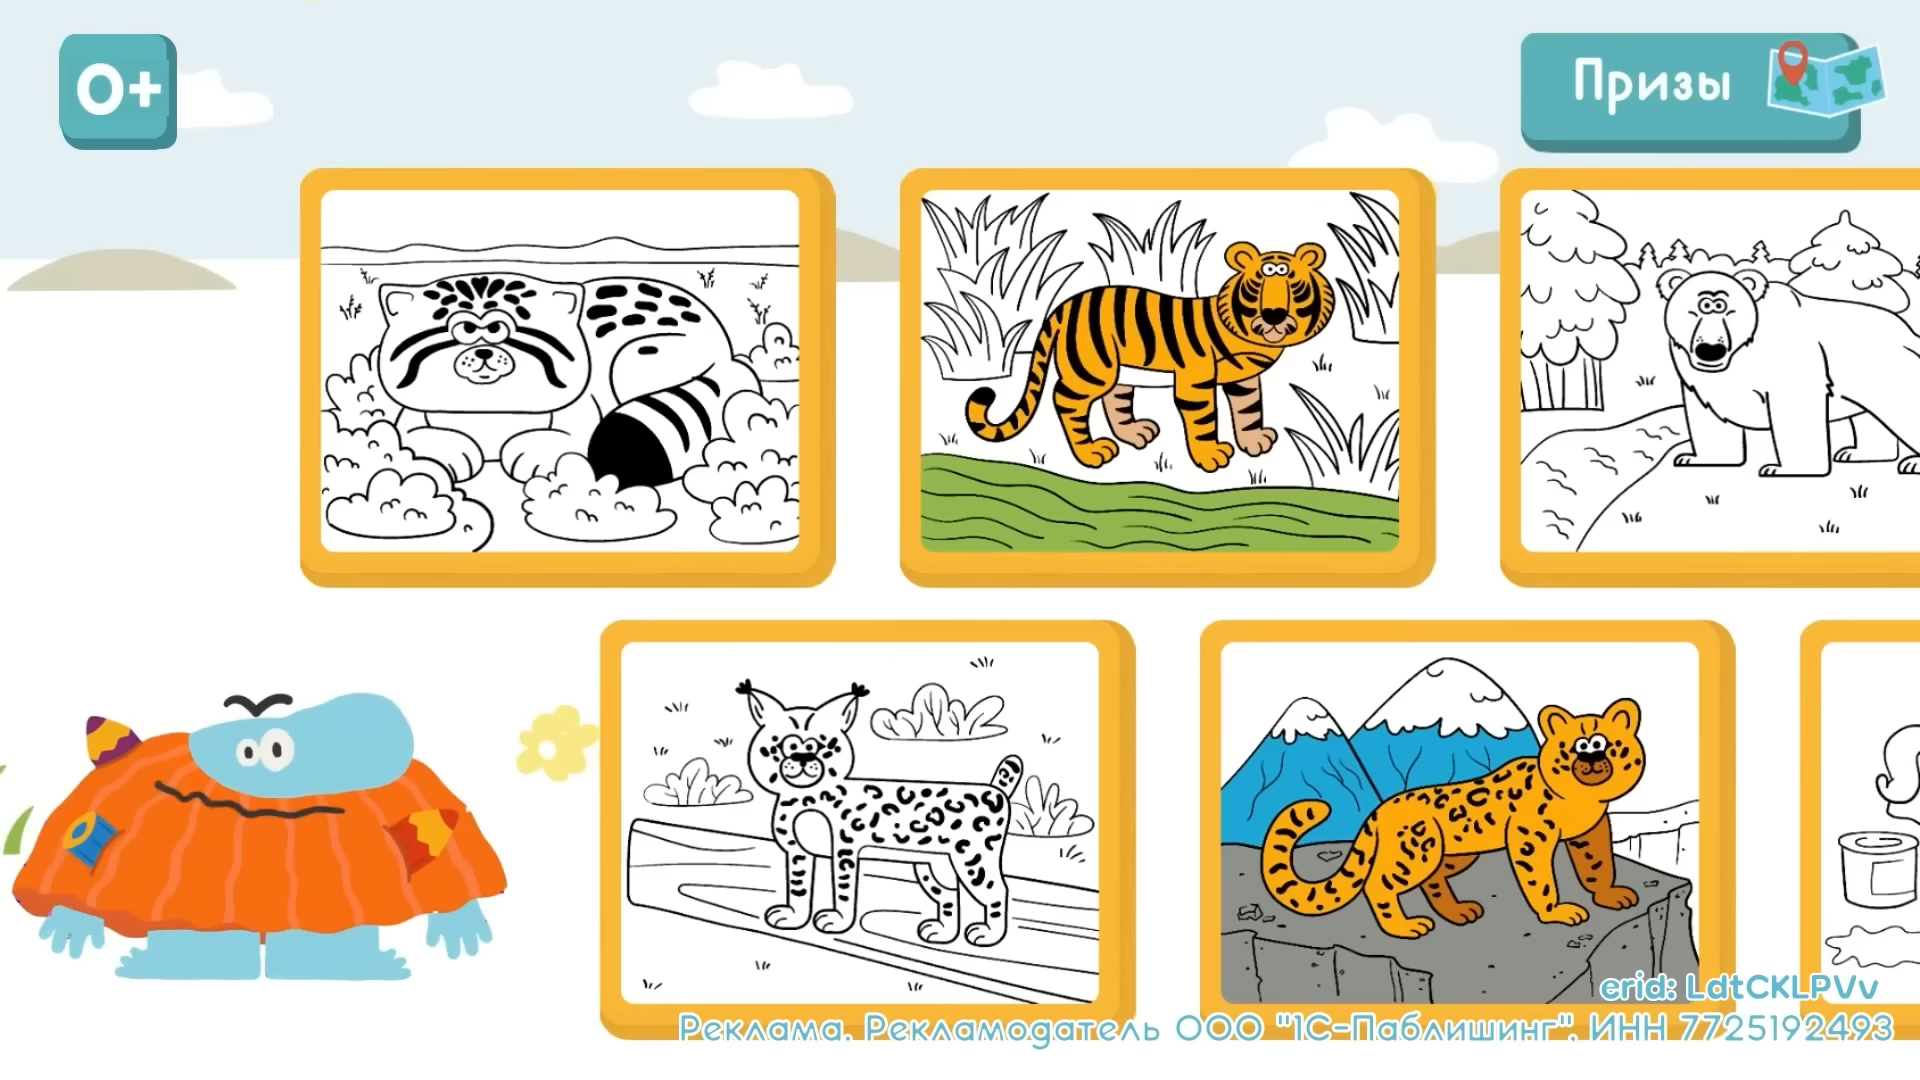 0+
Призы
erid: LdtCKLPVv
Реклама. Рекламодатель ООО "1С-Паблишинг", ИНН 7725192493